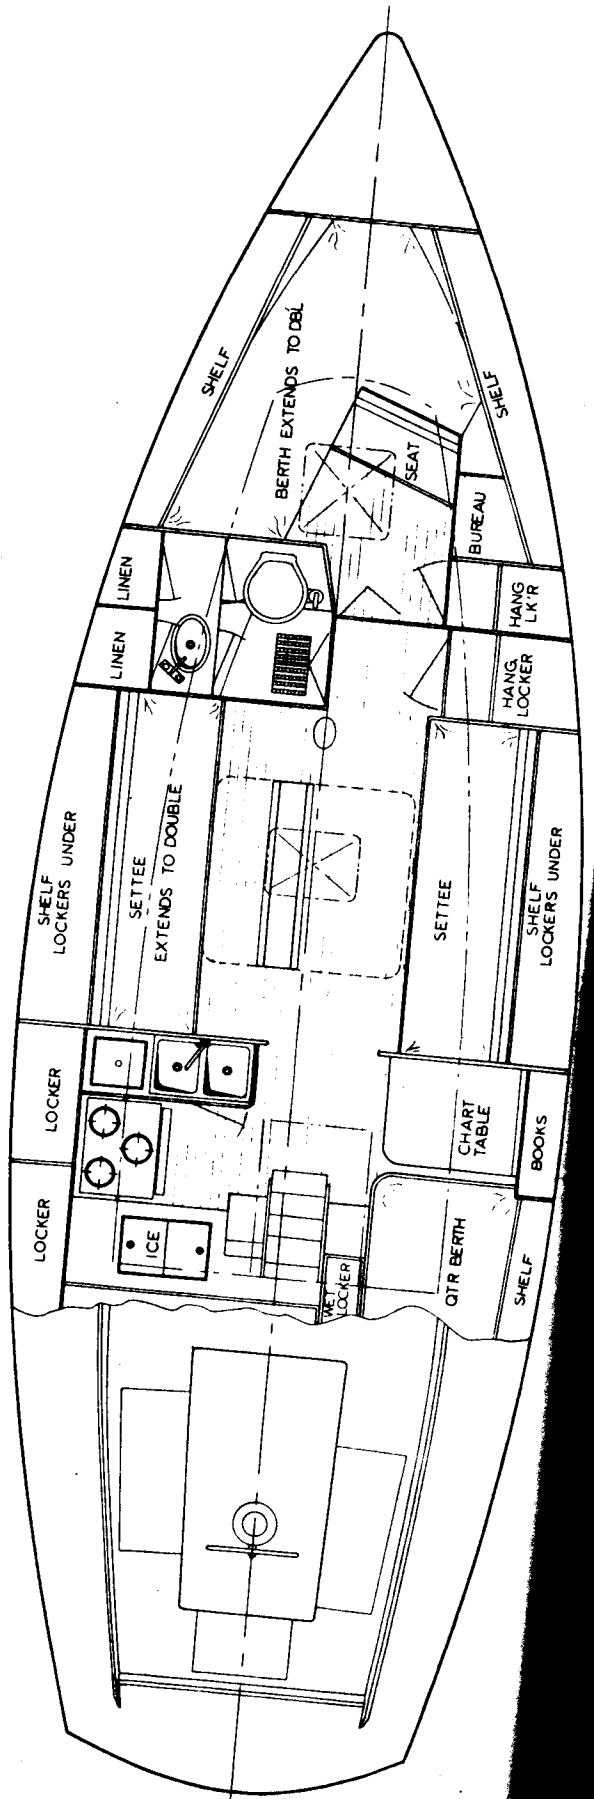 SHELF
BERTH EXTENDS TO DBL
SHELF
SEAT
BUREAU
LINEN
HANG
LK'R
LINEN
HANG.
LOCKER
SHELF
LOCKERS UNDER
SETTEE
EXTENDS TO DOUBLE
SETTEE
SHELF
LOCKERS UNDER
LOCKER
CHART
TABLE
BOOKS
LOCKER
ICE
WET
LOCKER
QTR BERTH
SHELF